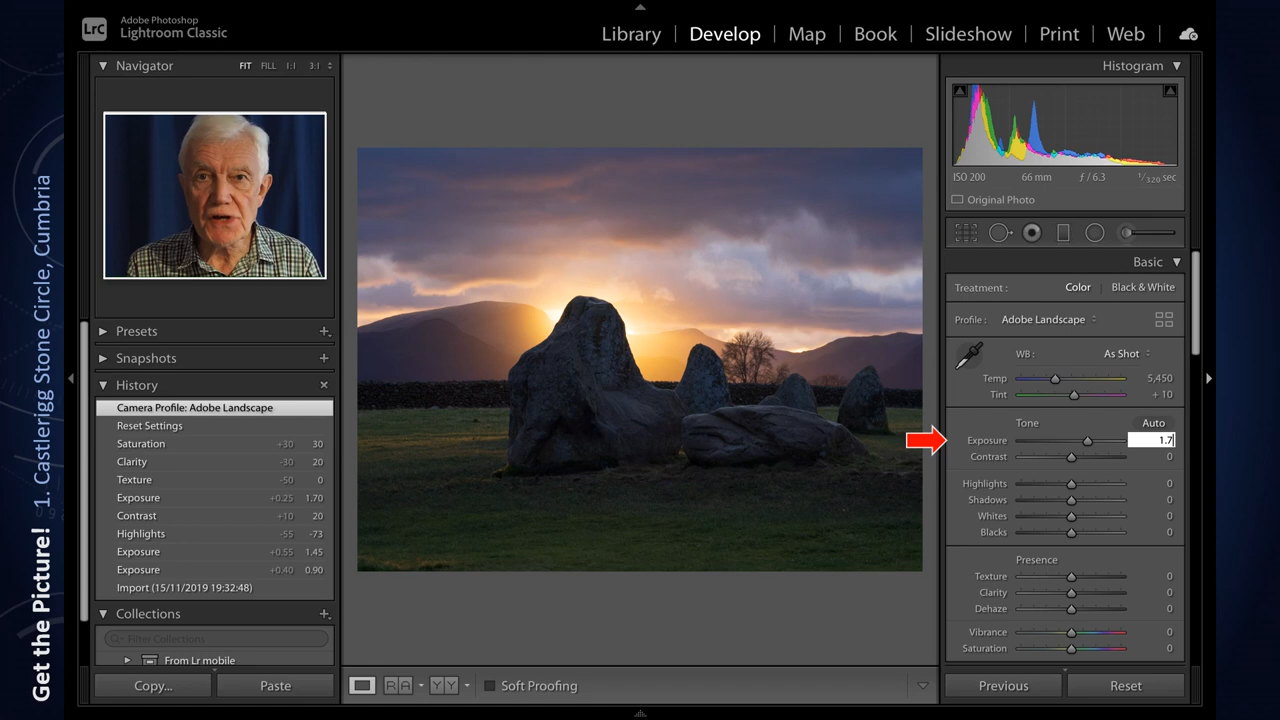 Get the Picture! 1. Castlerigg Stone Circle, Cumbria
LrC
Adobe Photoshop
Lightroom Classic
Library | Develop | Map | Book | Slideshow | Print | Web
Navigator FIT FILL 1:1 3:1
Presets
Snapshots
History
Camera Profile: Adobe Landscape
Reset Settings
Saturation +30 30
Clarity -30 20
Texture -50 0
Exposure +0.25 1.70
Contrast +10 20
Highlights -55 -73
Exposure +0.55 1.45
Exposure +0.40 0.90
Import (15/11/2019 19:32:48)
Collections
Filter Collections
From Lr mobile
Copy... Paste
R A Y Y Soft Proofing
Histogram
ISO 200 66 mm ƒ / 6.3 1/320 sec
Original Photo
Basic
Treatment : Color | Black & White
Profile : Adobe Landscape
WB : As Shot
Temp 5,450
Tint + 10
Tone Auto
Exposure 1.7
Contrast 0
Highlights 0
Shadows 0
Whites 0
Blacks 0
Presence
Texture 0
Clarity 0
Dehaze 0
Vibrance 0
Saturation 0
Previous Reset